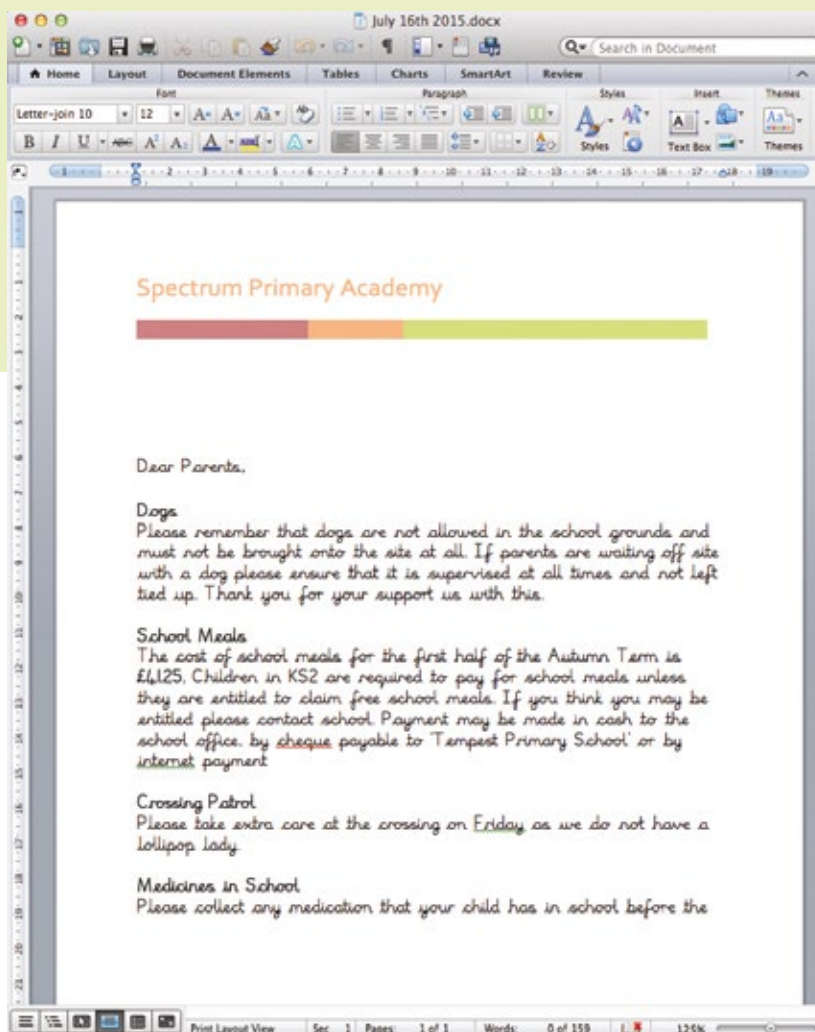 July 16th 2015.docx
Search in Document
Home Layout Document Elements Tables Charts SmartArt Review
Font Paragraph Styles Insert Themes
Letter-join 10 12 A A Aa
B I U ABC A² A₂ A A Styles Text Box Themes
Spectrum Primary Academy
Dear Parents,
Dogs
Please remember that dogs are not allowed in the school grounds and
must not be brought onto the site at all. If parents are waiting off site
with a dog please ensure that it is supervised at all times and not left
tied up. Thank you for your support us with this.
School Meals
The cost of school meals for the first half of the Autumn Term is
£41.25. Children in KS2 are required to pay for school meals unless
they are entitled to claim free school meals. If you think you may be
entitled please contact school. Payment may be made in cash to the
school office, by cheque payable to 'Tempest Primary School' or by
internet payment
Crossing Patrol
Please take extra care at the crossing on Friday as we do not have a
lollipop lady.
Medicines in School
Please collect any medication that your child has in school before the
Print Layout View Sec 1 Pages: 1 of 1 Words: 0 of 159 125%